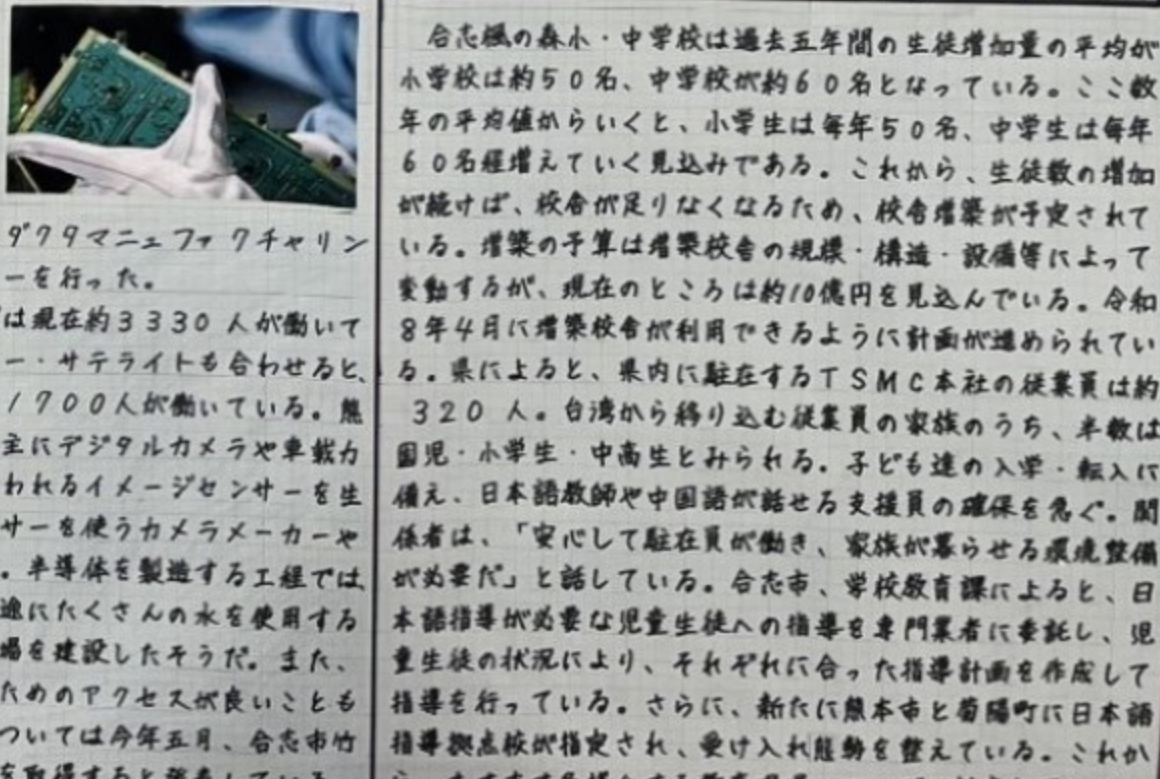 ダクタマニュファクチャリン
ーを行った。
は現在約3330人が働いて
ー・サテライトも合わせると、
1700人が働いている。熊
主にデジタルカメラや車載カ
われるイメージセンサーを生
サーを使うカメラメーカーや
。半導体を製造する工程では、
途にたくさんの水を使用する
場を建設したそうだ。また、
ためのアクセスが良いことも
ついては今年五月、合志市竹
を取得すると発表している。
合志楓の森小・中学校は過去五年間の生徒増加量の平均が
小学校は約50名、中学校が約60名となっている。ここ数
年の平均値からいくと、小学生は毎年50名、中学生は毎年
60名程増えていく見込みである。これから、生徒数の増加
が続けば、校舎が足りなくなるため、校舎増築が予定されて
いる。増築の予算は増築校舎の規模・構造・設備等によって
変動するが、現在のところは約10億円を見込んでいる。令和
8年4月に増築校舎が利用できるように計画が進められてい
る。県によると、県内に駐在するTSMC本社の従業員は約
320人。台湾から移り込む従業員の家族のうち、半数は
園児・小学生・中高生とみられる。子ども達の入学・転入に
備え、日本語教師や中国語が話せる支援員の確保を急ぐ。関
係者は、「安心して駐在員が働き、家族が暮らせる環境整備
が必要だ」と話している。合志市、学校教育課によると、日
本語指導が必要な児童生徒への指導を専門業者に委託し、児
童生徒の状況により、それぞれに合った指導計画を作成して
指導を行っている。さらに、新たに熊本市と菊陽町に日本語
指導拠点校が指定され、受け入れ態勢を整えている。これか